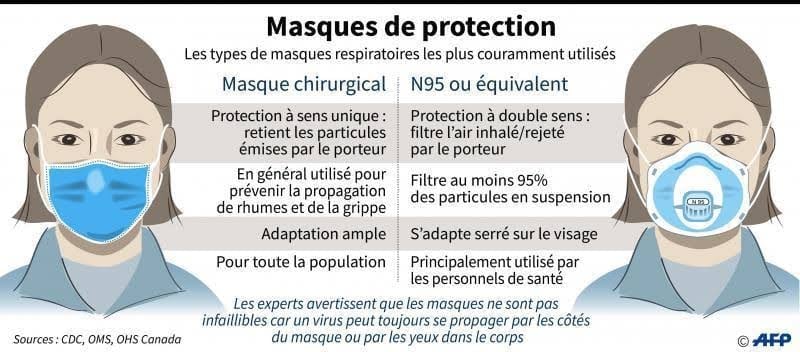 Masques de protection
Les types de masques respiratoires les plus couramment utilisés
Masque chirurgical
N95 ou équivalent
Protection à sens unique :
retient les particules
émises par le porteur
Protection à double sens :
filtre l'air inhalé/rejeté
par le porteur
En général utilisé pour
prévenir la propagation
de rhumes et de la grippe
Filtre au moins 95%
des particules en suspension
Adaptation ample
S'adapte serré sur le visage
Pour toute la population
Principalement utilisé par
les personnels de santé
N 95
Les experts avertissent que les masques ne sont pas
infaillibles car un virus peut toujours se propager par les côtés
du masque ou par les yeux dans le corps
Sources : CDC, OMS, OHS Canada
© AFP